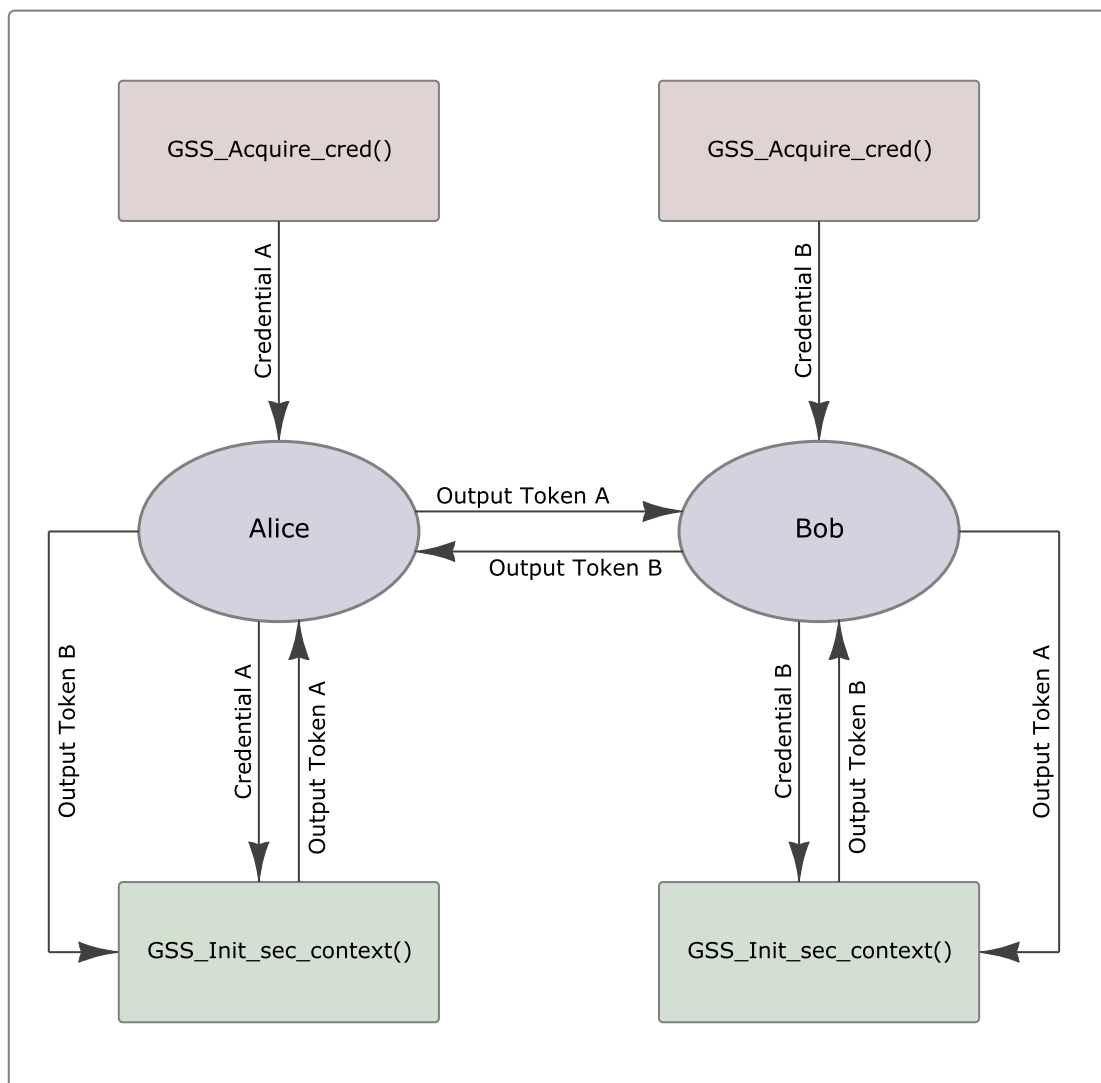 GSS_Acquire_cred()
GSS_Acquire_cred()
Credential A
Credential B
Output Token A
Alice
Bob
Output Token B
Output Token B
Credential A
Output Token A
Credential B
Output Token B
Output Token A
GSS_Init_sec_context()
GSS_Init_sec_context()